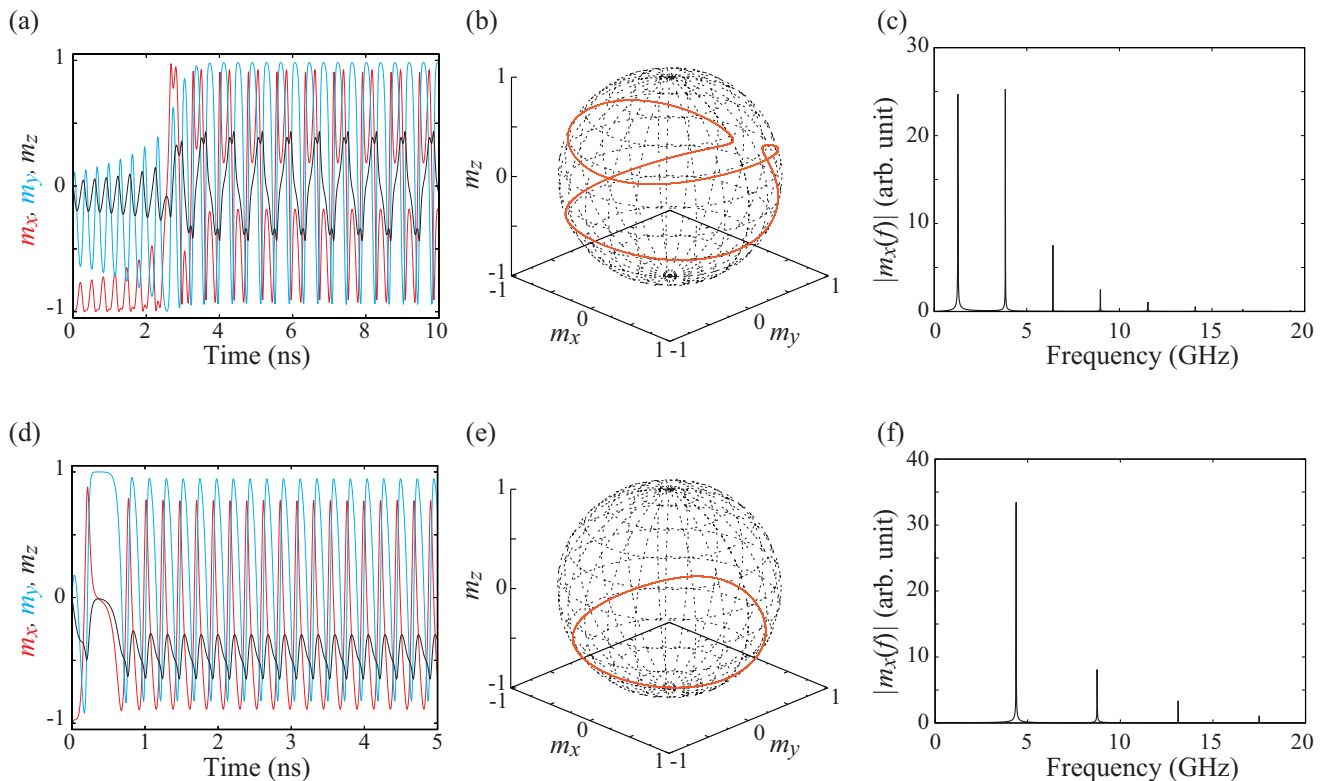 (a)
1
0
-1
mx, my, mz
0 2 4 6 8 10
Time (ns)
(b)
1
0
-1
mz
-1
0
1
mx
-1
0
1
my
(c)
30
20
10
0
|mx(f)| (arb. unit)
0 5 10 15 20
Frequency (GHz)
(d)
1
0
-1
mx, my, mz
0 1 2 3 4 5
Time (ns)
(e)
1
0
-1
mz
-1
0
1
mx
-1
0
1
my
(f)
40
30
20
10
0
|mx(f)| (arb. unit)
0 5 10 15 20
Frequency (GHz)